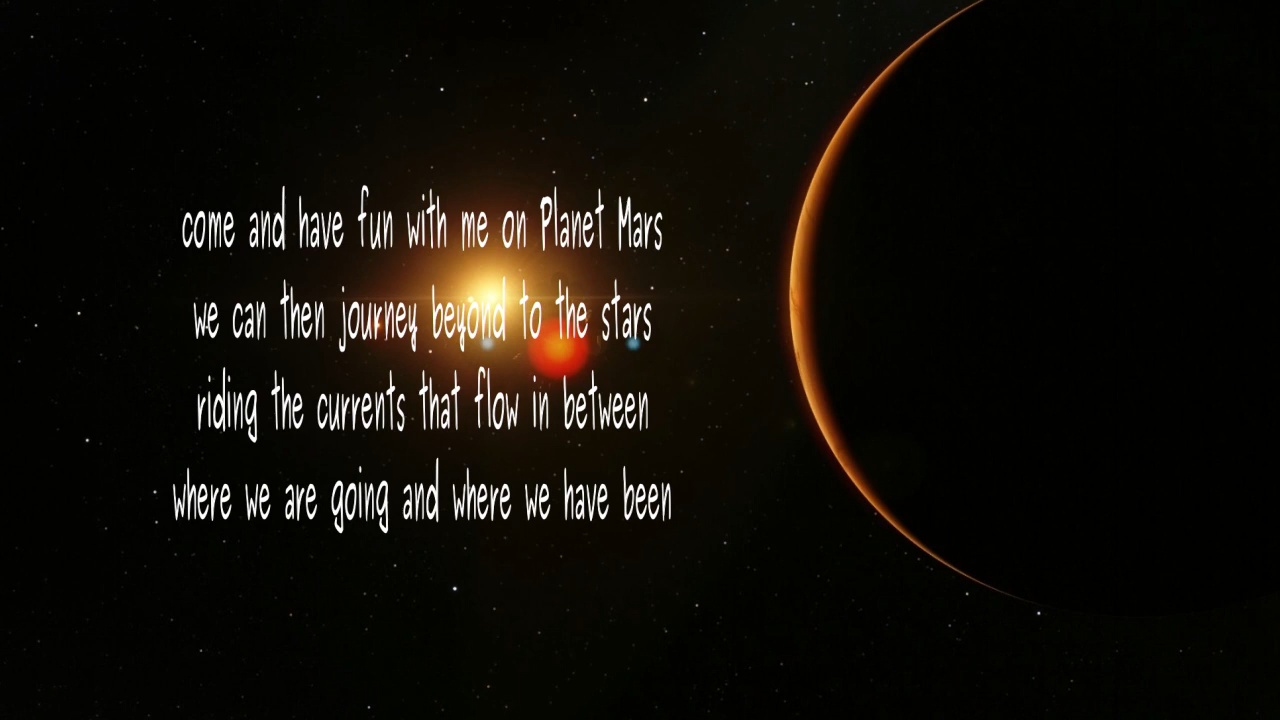 come and have fun with me on Planet Mars
we can then journey beyond to the stars
riding the currents that flow in between
where we are going and where we have been